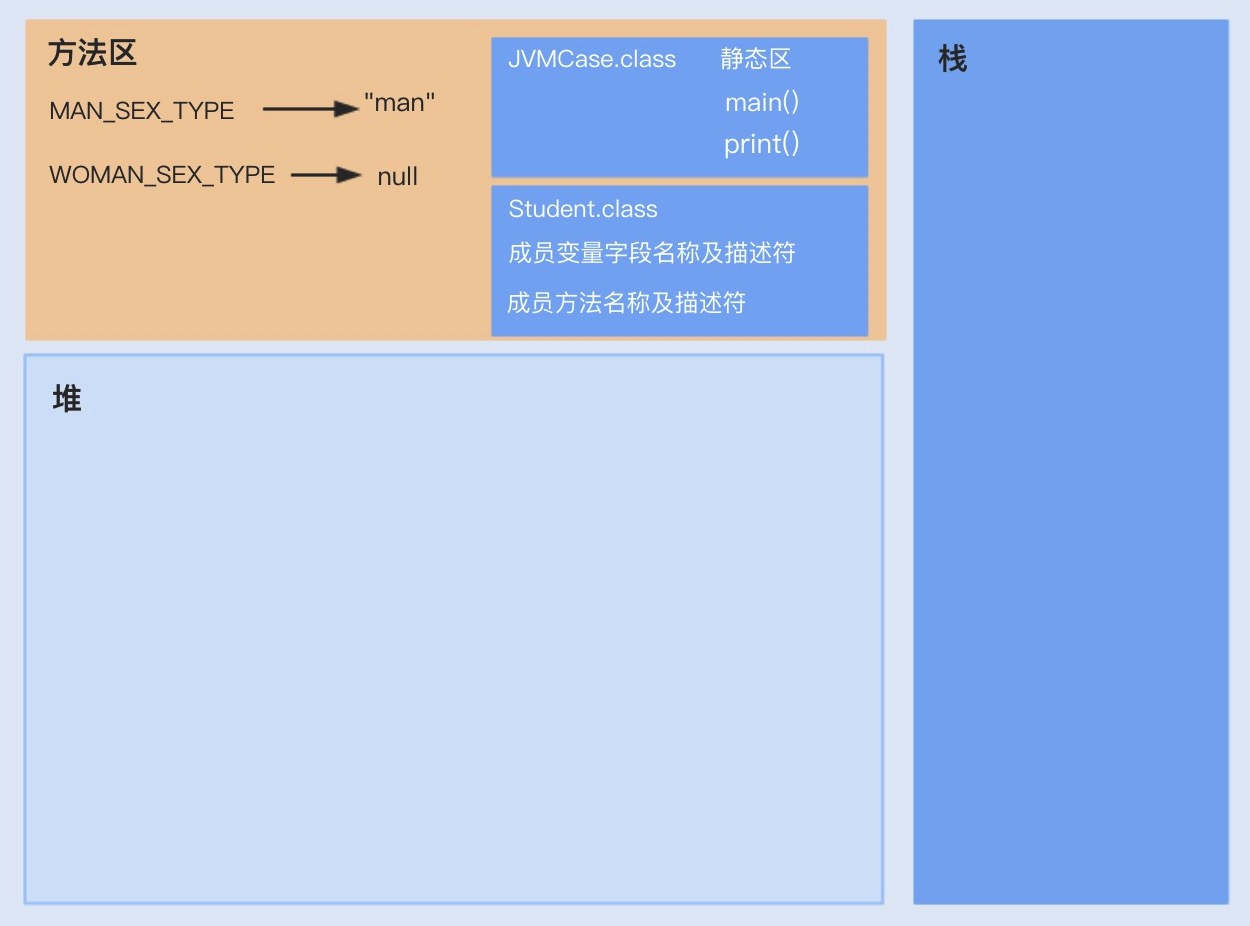 方法区
MAN_SEX_TYPE "man"
WOMAN_SEX_TYPE null
JVMCase.class 静态区
main()
print()
Student.class
成员变量字段名称及描述符
成员方法名称及描述符
堆
栈